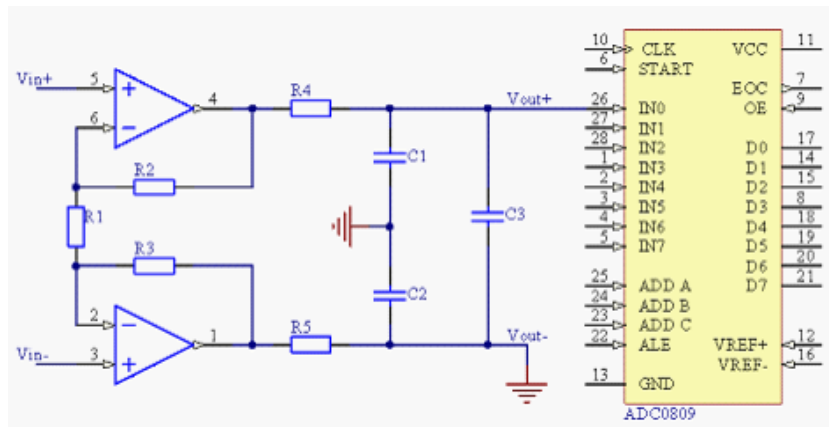 Vin+
5
6
4
R4
Vout+
R2
R1
R3
C1
C3
C2
2
3
1
R5
Vin-
Vout-
10 CLK VCC 11
6 START
EOC 7
26 IN0 OE 9
27 IN1
28 IN2 D0 17
1 IN3 D1 14
2 IN4 D2 15
3 IN5 D3 8
4 IN6 D4 18
5 IN7 D5 19
D6 20
25 ADD A D7 21
24 ADD B
23 ADD C
22 ALE VREF+ 12
VREF- 16
13 GND
ADC0809